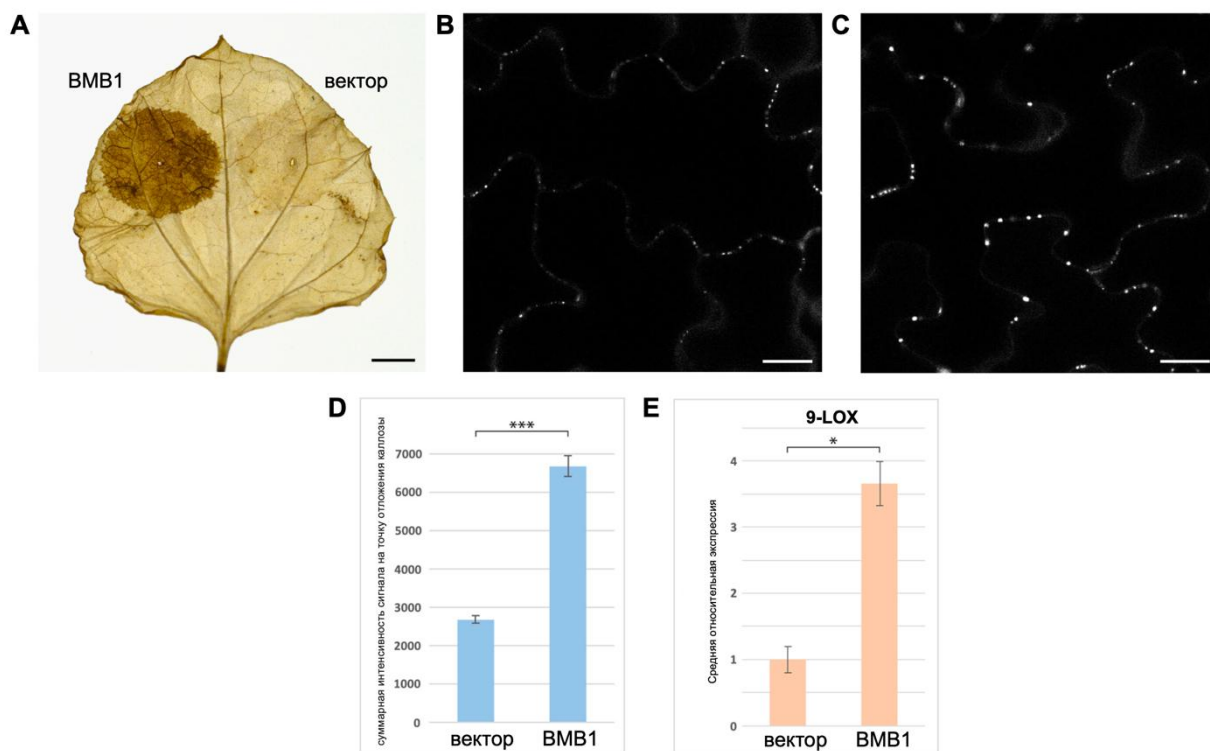 A
BMB1
вектор
B
C
D
суммарная интенсивность сигнала на точку отложения каллозы
***
7000
6000
5000
4000
3000
2000
1000
0
вектор
BMB1
E
9-LOX
Средняя относительная экспрессия
*
4
3
2
1
0
вектор
BMB1